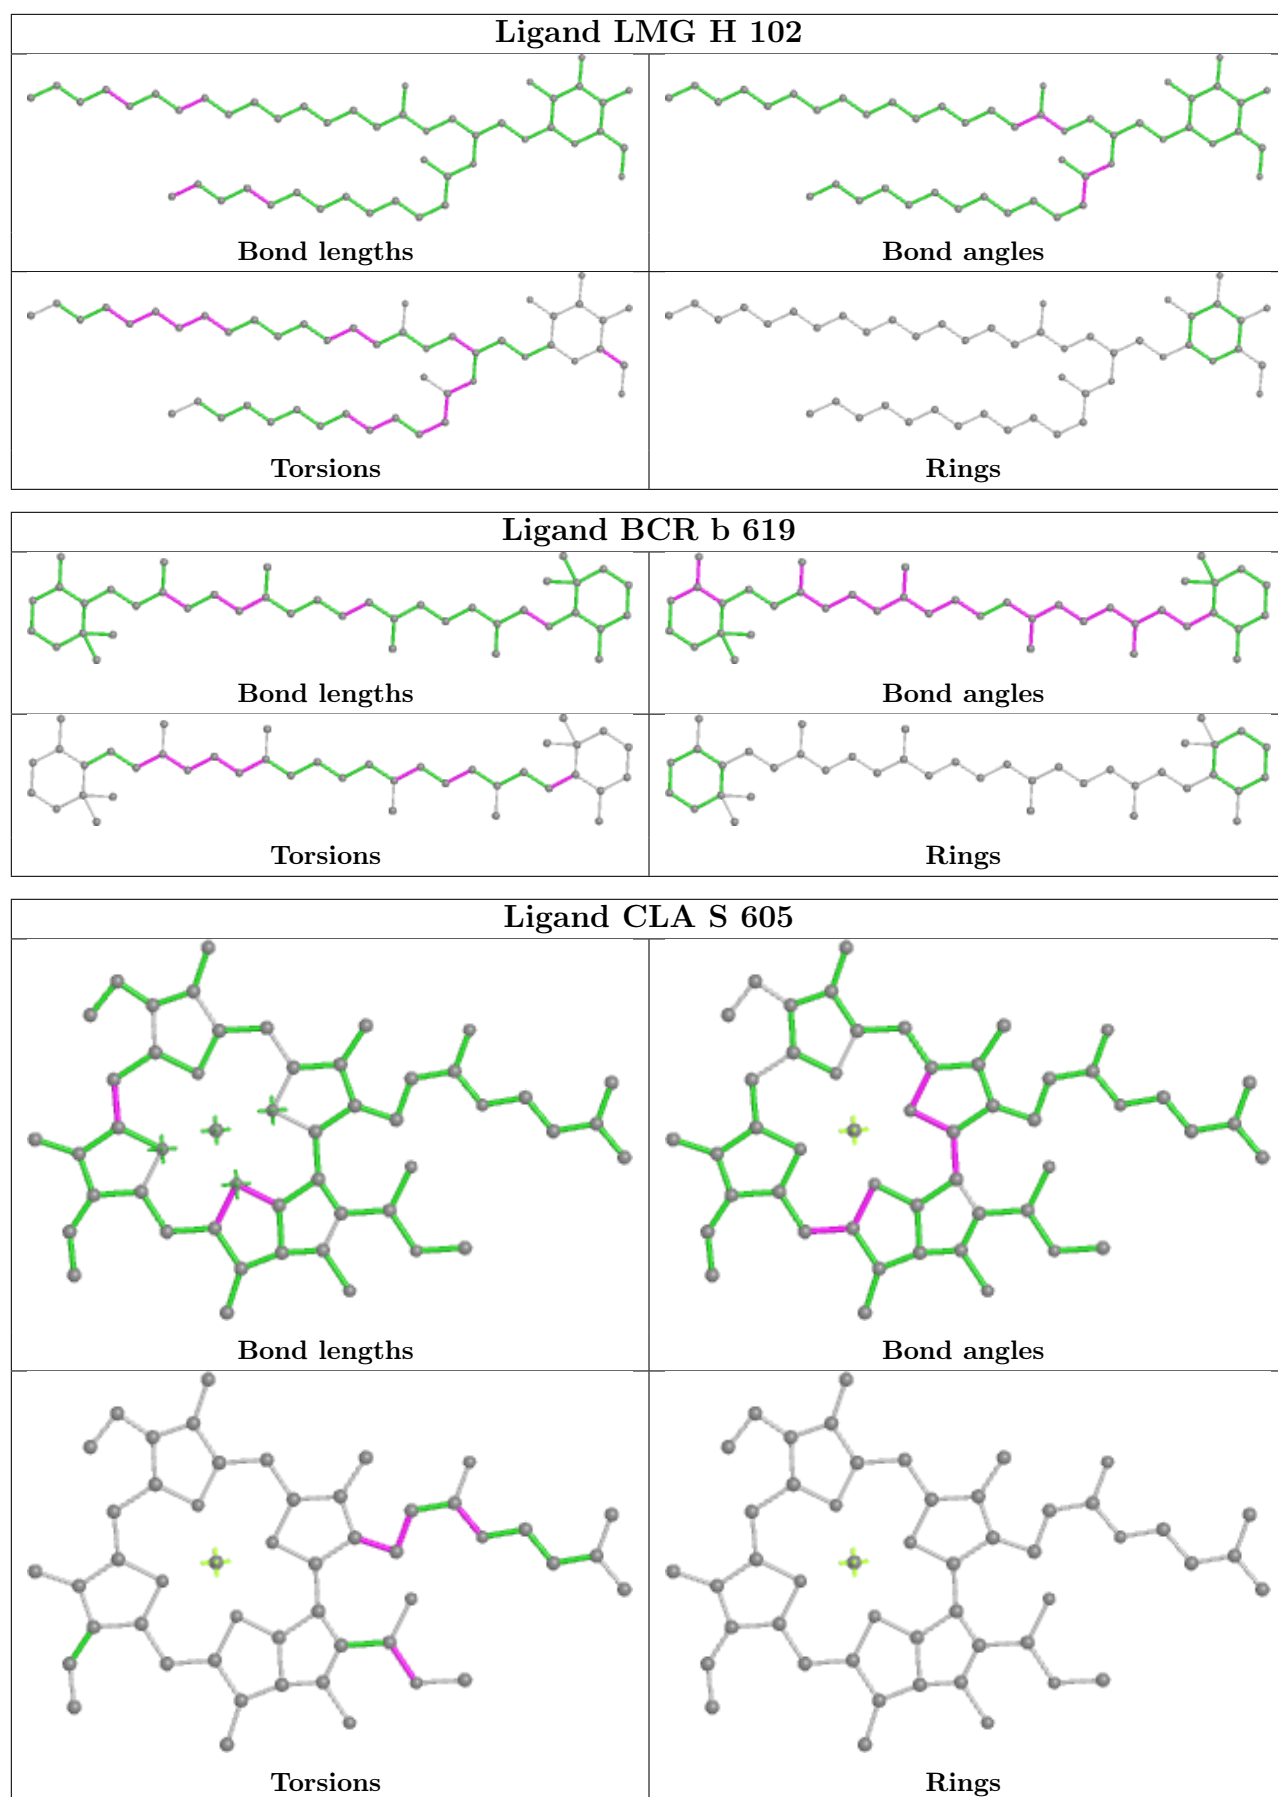 Ligand LMG H 102
Bond lengths
Bond angles
Torsions
Rings
Ligand BCR b 619
Bond lengths
Bond angles
Torsions
Rings
Ligand CLA S 605
Bond lengths
Bond angles
Torsions
Rings